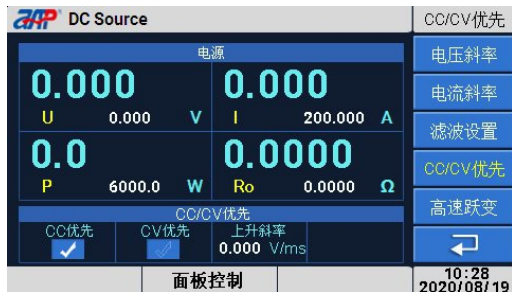 ZAP DC Source
CC/CV优先
电源
0.000
0.000
U 0.000 V
I 200.000 A
0.0
0.0000
P 6000.0 W
Ro 0.0000 Ω
CC/CV优先
CC优先 CV优先 上升斜率
0.000 V/ms
面板控制
电压斜率
电流斜率
滤波设置
CC/CV优先
高速跃变
10:28
2020/08/19